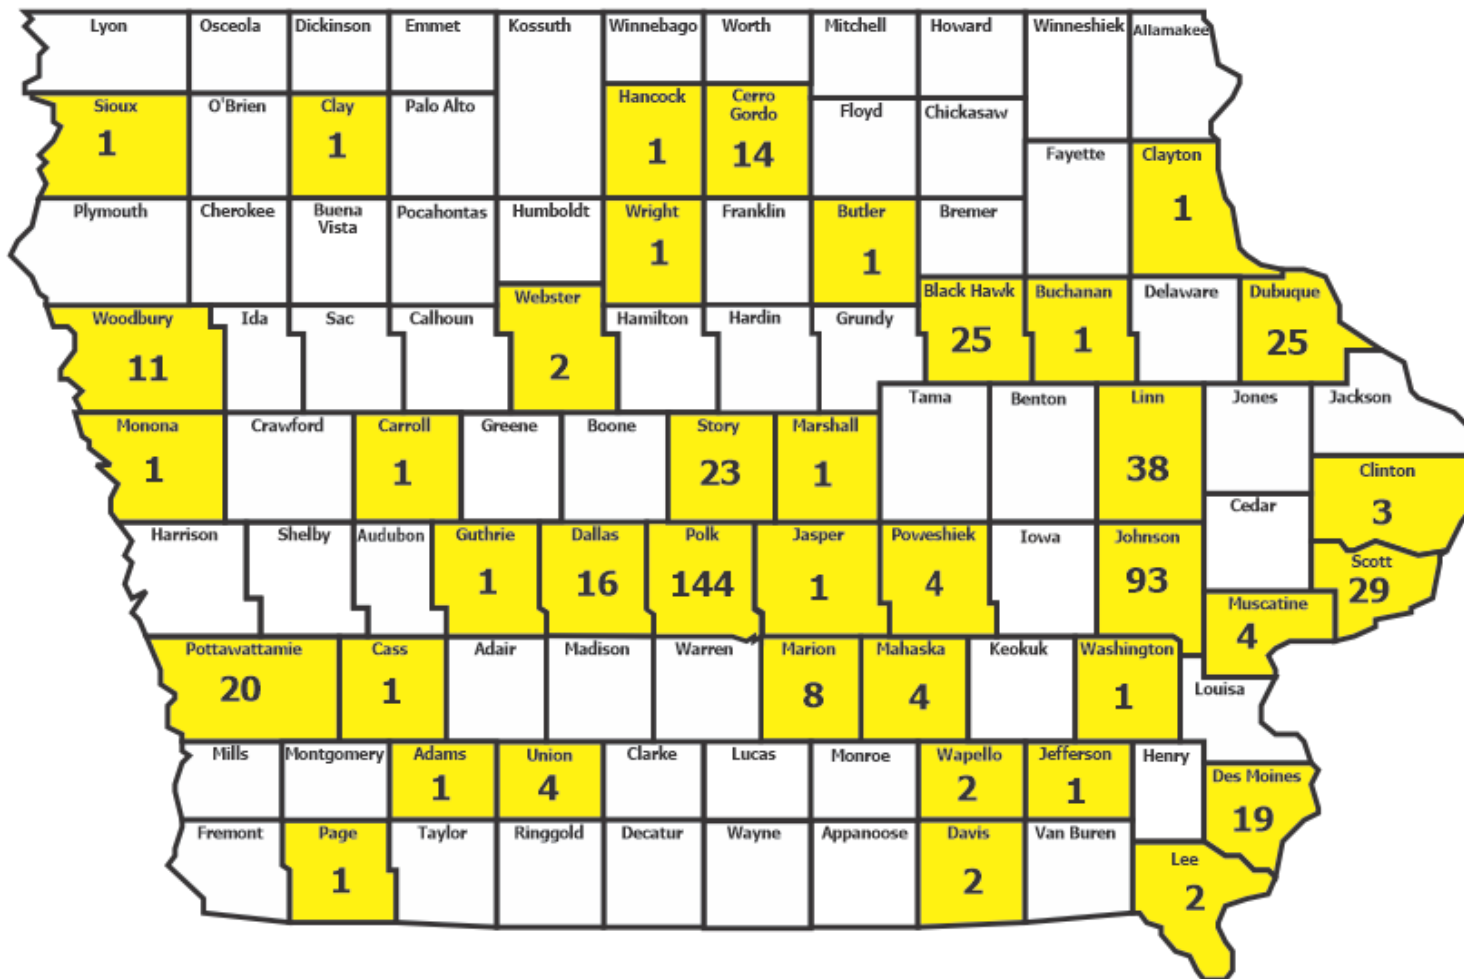 Lyon
Osceola
Dickinson
Emmet
Kossuth
Winnebago
Worth
Mitchell
Howard
Winneshiek
Allamakee
Sioux
1
O'Brien
Clay
1
Palo Alto
Hancock
1
Cerro
Gordo
14
Floyd
Chickasaw
Fayette
Clayton
1
Plymouth
Cherokee
Buena
Vista
Pocahontas
Humboldt
Wright
1
Franklin
Butler
1
Bremer
Woodbury
11
Ida
Sac
Calhoun
Webster
2
Hamilton
Hardin
Grundy
Black Hawk
25
Buchanan
1
Delaware
Dubuque
25
Monona
1
Crawford
Carroll
1
Greene
Boone
Story
23
Marshall
1
Tama
Benton
Linn
38
Jones
Jackson
Clinton
3
Cedar
Harrison
Shelby
Audubon
Guthrie
1
Dallas
16
Polk
144
Jasper
1
Poweshiek
4
Iowa
Johnson
93
Scott
29
Muscatine
4
Pottawattamie
20
Cass
1
Adair
Madison
Warren
Marion
8
Mahaska
4
Keokuk
Washington
1
Louisa
Mills
Montgomery
Adams
1
Union
4
Clarke
Lucas
Monroe
Wapello
2
Jefferson
1
Henry
Des Moines
19
Fremont
Page
1
Taylor
Ringgold
Decatur
Wayne
Appanoose
Davis
2
Van Buren
Lee
2